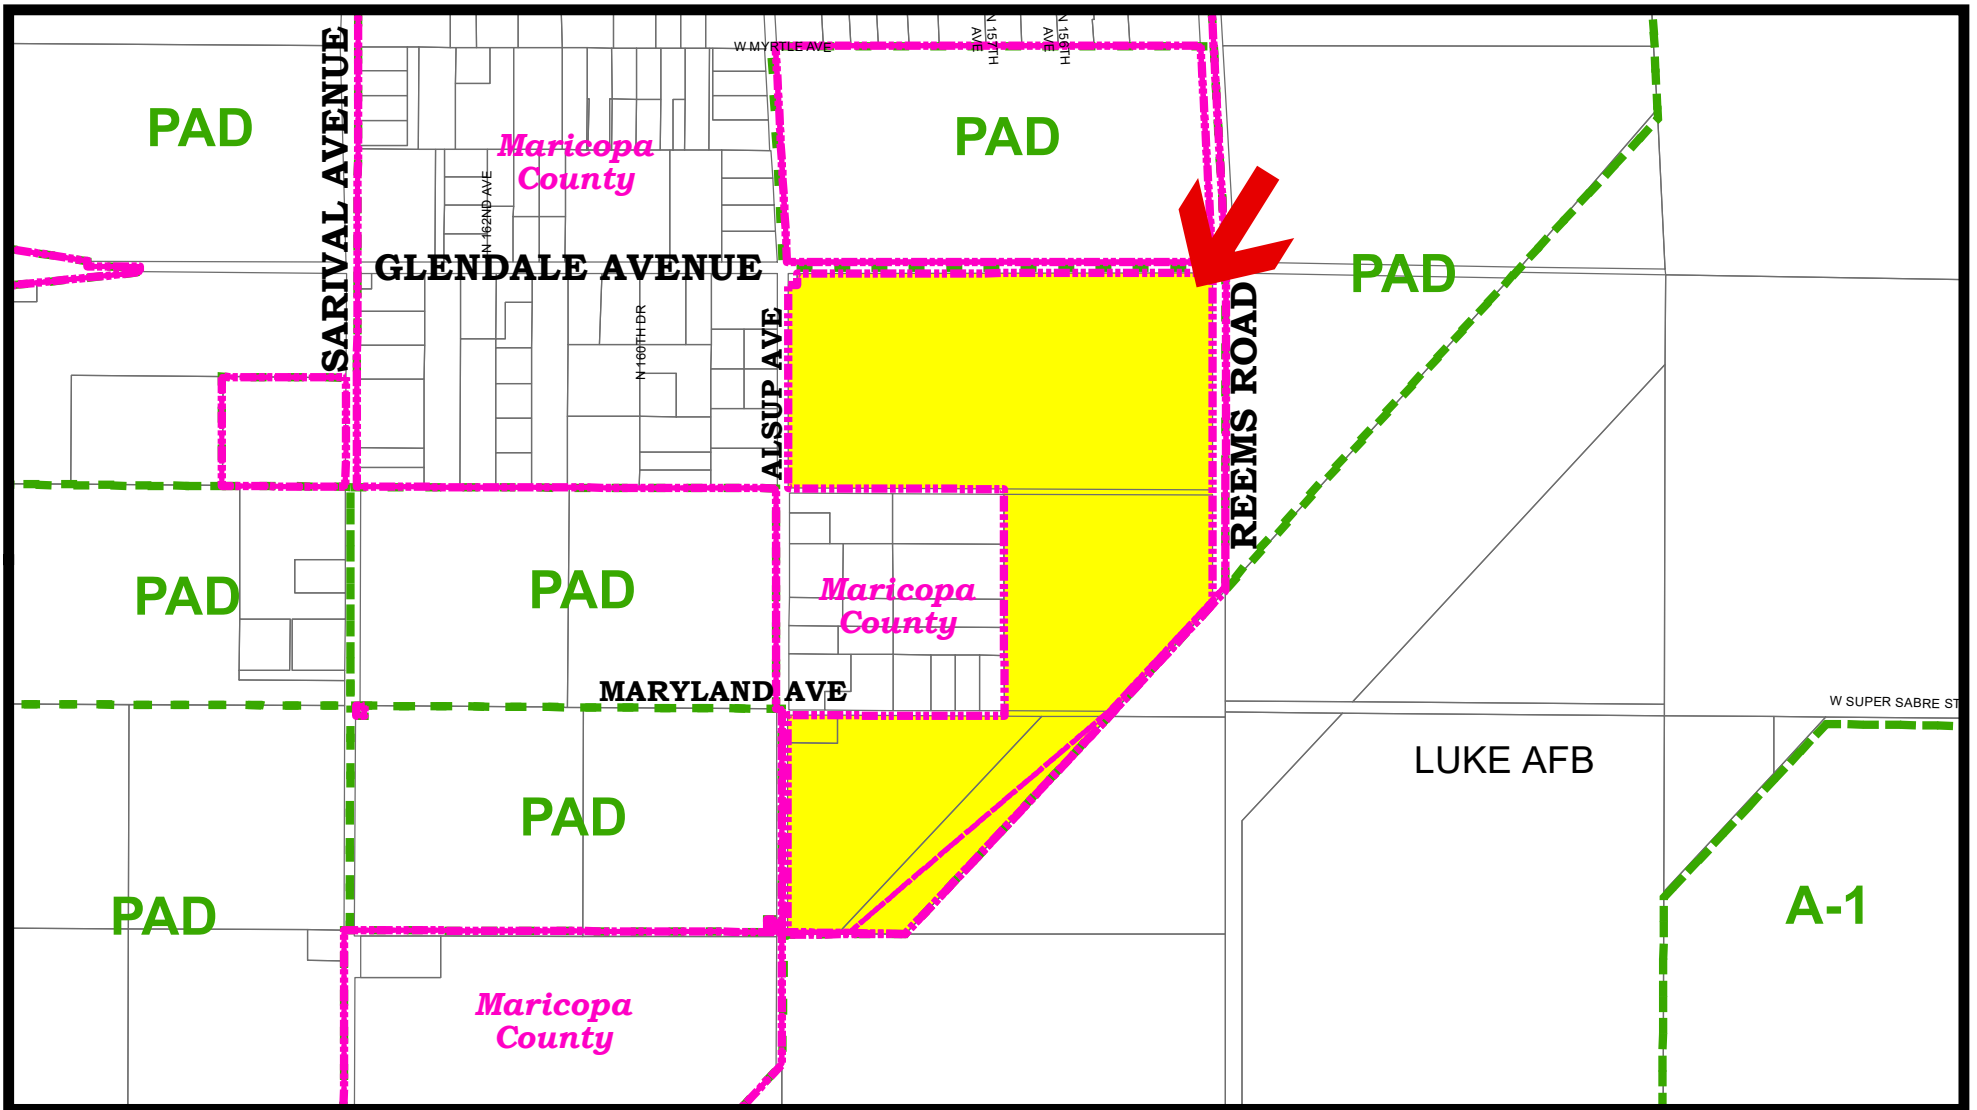 W MYRTLE AVE
N 157TH
AVE
N 156TH
AVE
SARIVAL AVENUE
PAD
Maricopa
County
PAD
N 162ND AVE
GLENDALE AVENUE
PAD
ALSUP AVE
N 160TH DR
REEMS ROAD
PAD
PAD
Maricopa
County
MARYLAND AVE
W SUPER SABRE ST
LUKE AFB
PAD
PAD
A-1
Maricopa
County